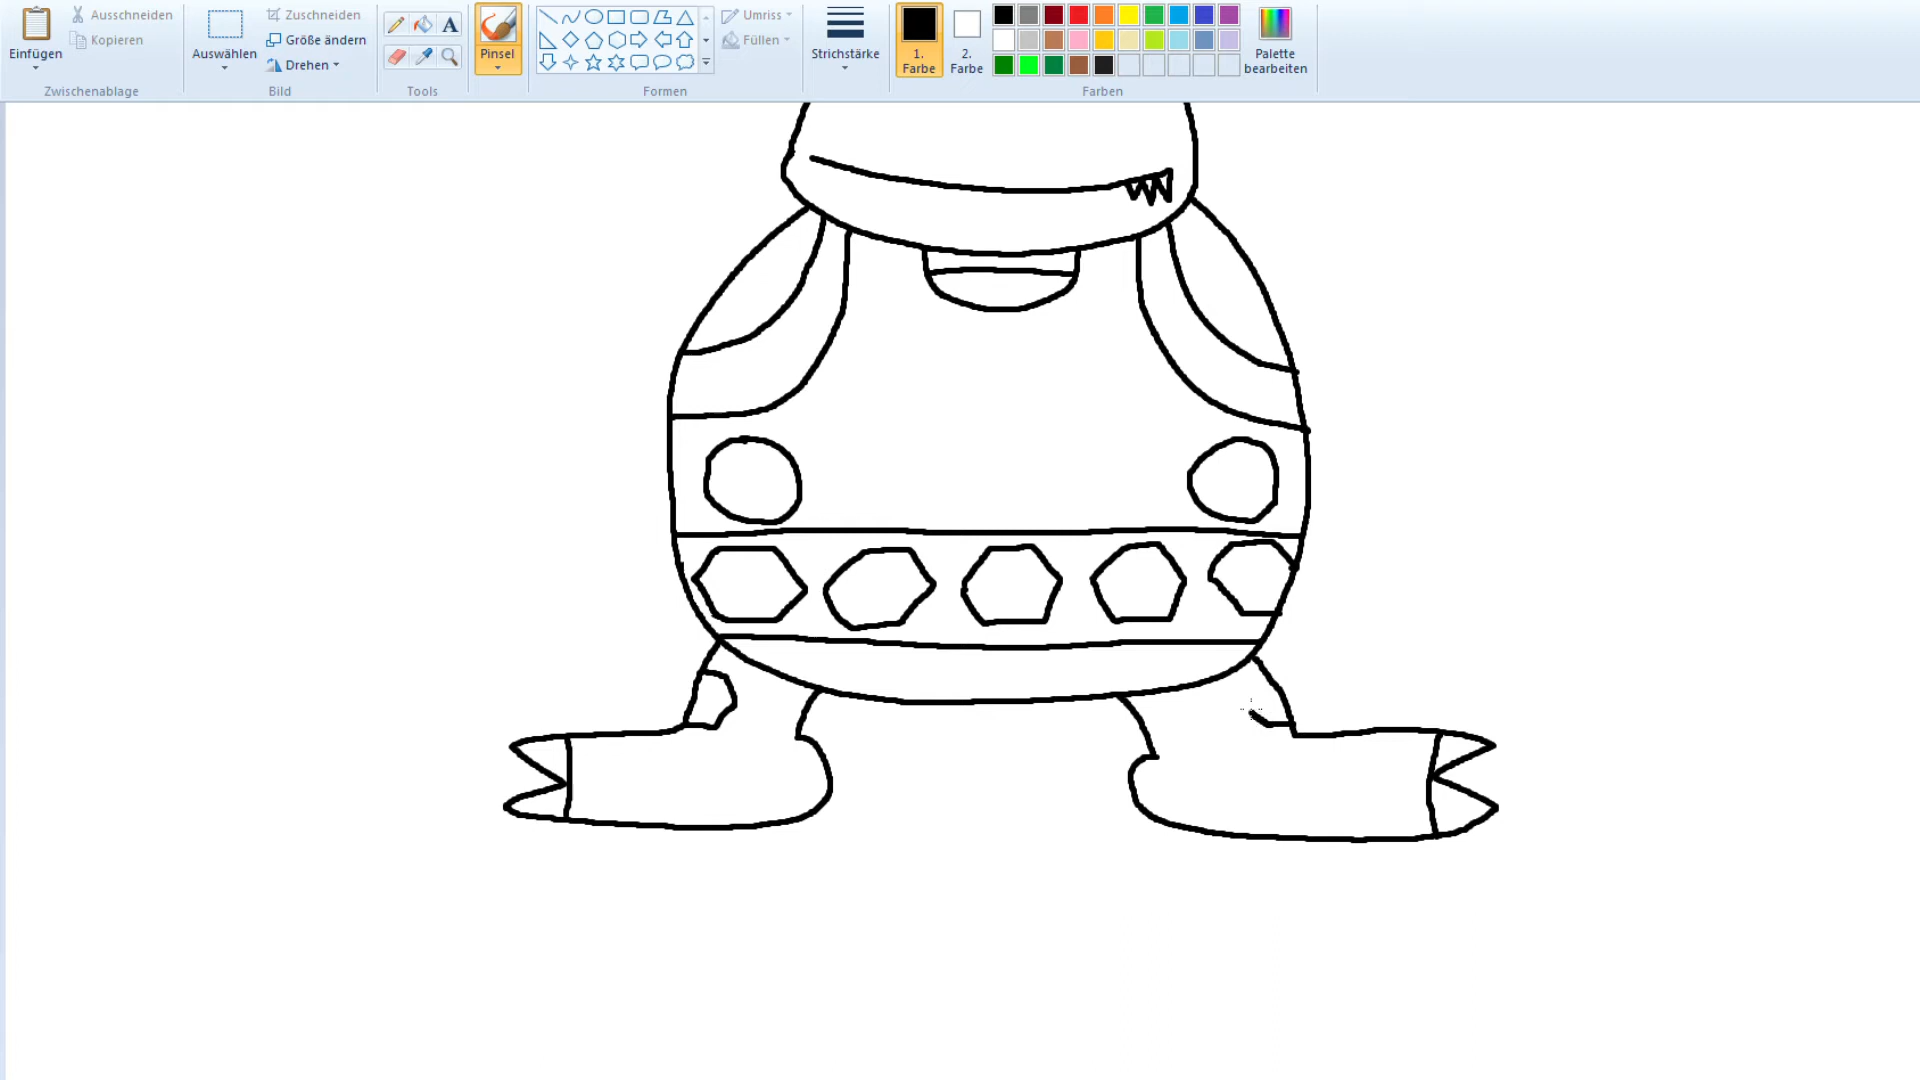 Einfügen
Ausschneiden
Kopieren
Zwischenablage
Auswählen
Zuschneiden
Größe ändern
Drehen
Bild
A
Tools
Pinsel
Formen
Umriss
Füllen
Strichstärke
1.
Farbe
2.
Farbe
Palette
bearbeiten
Farben